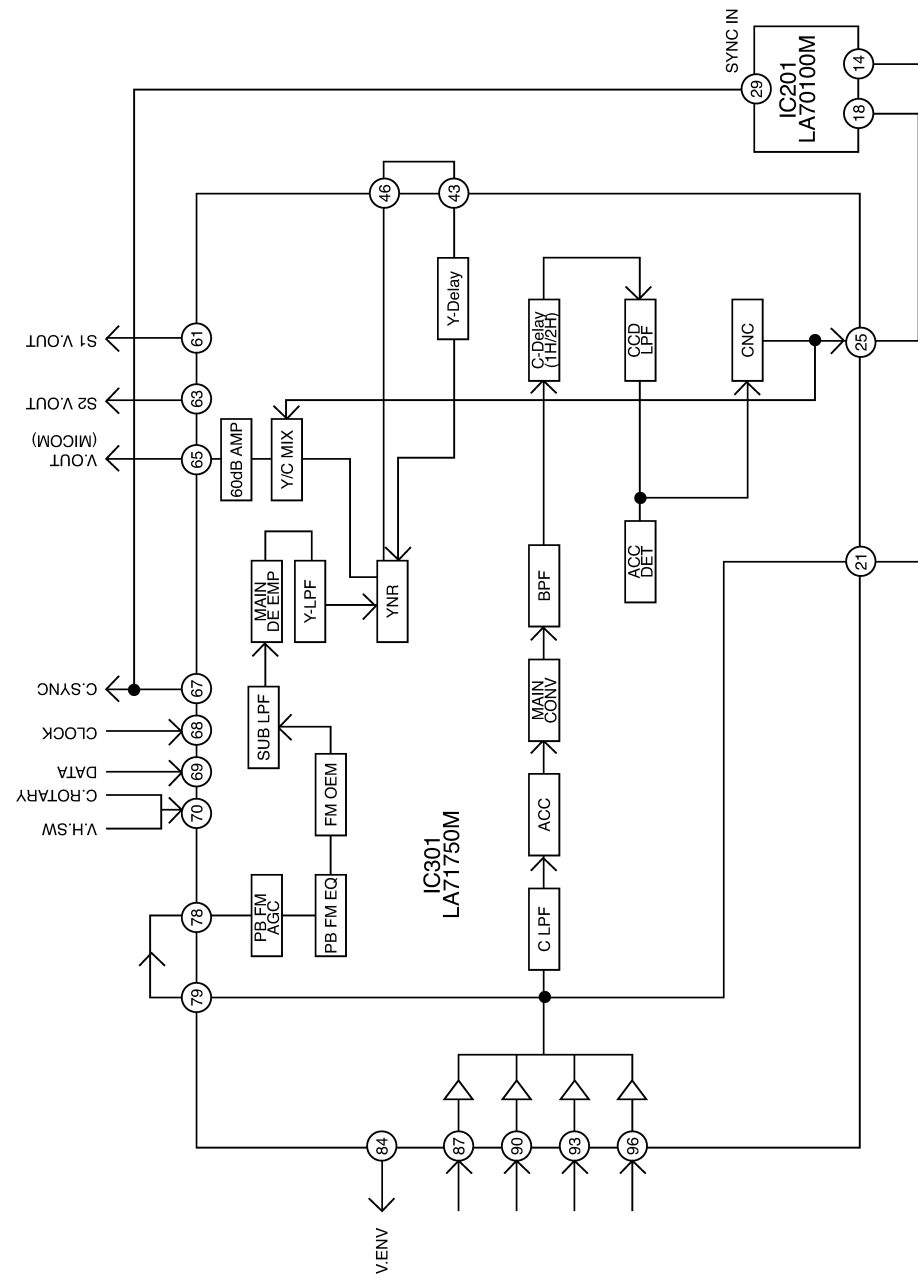 SYNC IN
29
IC201
LA70100M
14
18
46
43
Y-Delay
C-Delay
(1H/2H)
CCD
LPF
CNC
25
S1 V.OUT
61
S2 V.OUT
63
V.OUT
(MICOM)
65
60dB AMP
Y/C MIX
MAIN
DE EMP
Y-LPF
YNR
BPF
ACC
DET
21
C.SYNC
67
CLOCK
68
DATA
69
C.ROTARY
70
V.H.SW
SUB LPF
FM OEM
MAIN
CONV
ACC
IC301
LA71750M
78
PB FM
AGC
PB FM EQ
C LPF
79
84
87
90
93
96
V.ENV